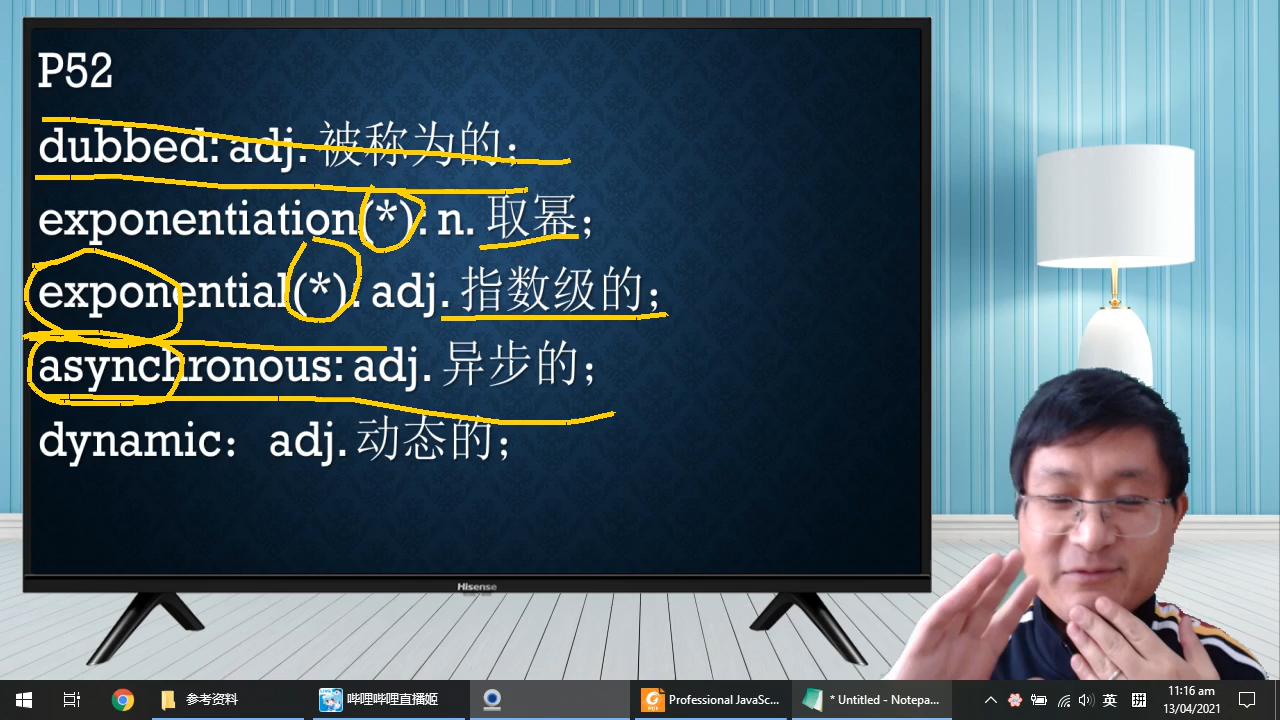 P52
dubbed: adj. 被称为的;
exponentiation(*): n. 取幂;
exponential(*). adj. 指数级的;
asynchronous: adj. 异步的;
dynamic： adj. 动态的;
Hisense
参考资料
哔哩哔哩直播姬
Professional JavaSc...
* Untitled - Notepa...
英
拼
11:16 am
13/04/2021